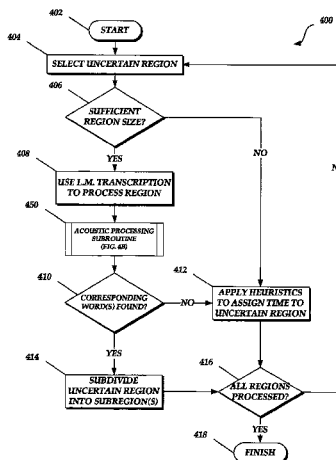 402
START
400
404
SELECT UNCERTAIN REGION
406
SUFFICIENT
REGION SIZE?
YES
NO
408
USE L.M. TRANSCRIPTION
TO PROCESS REGION
450
ACOUSTIC PROCESSING
SUBROUTINE
(FIG. 4B)
410
CORRESPONDING
WORD(S) FOUND?
NO
412
APPLY HEURISTICS
TO ASSIGN TIME TO
UNCERTAIN REGION
YES
414
SUBDIVIDE
UNCERTAIN REGION
INTO SUBREGION(S)
416
ALL REGIONS
PROCESSED?
YES
418
FINISH